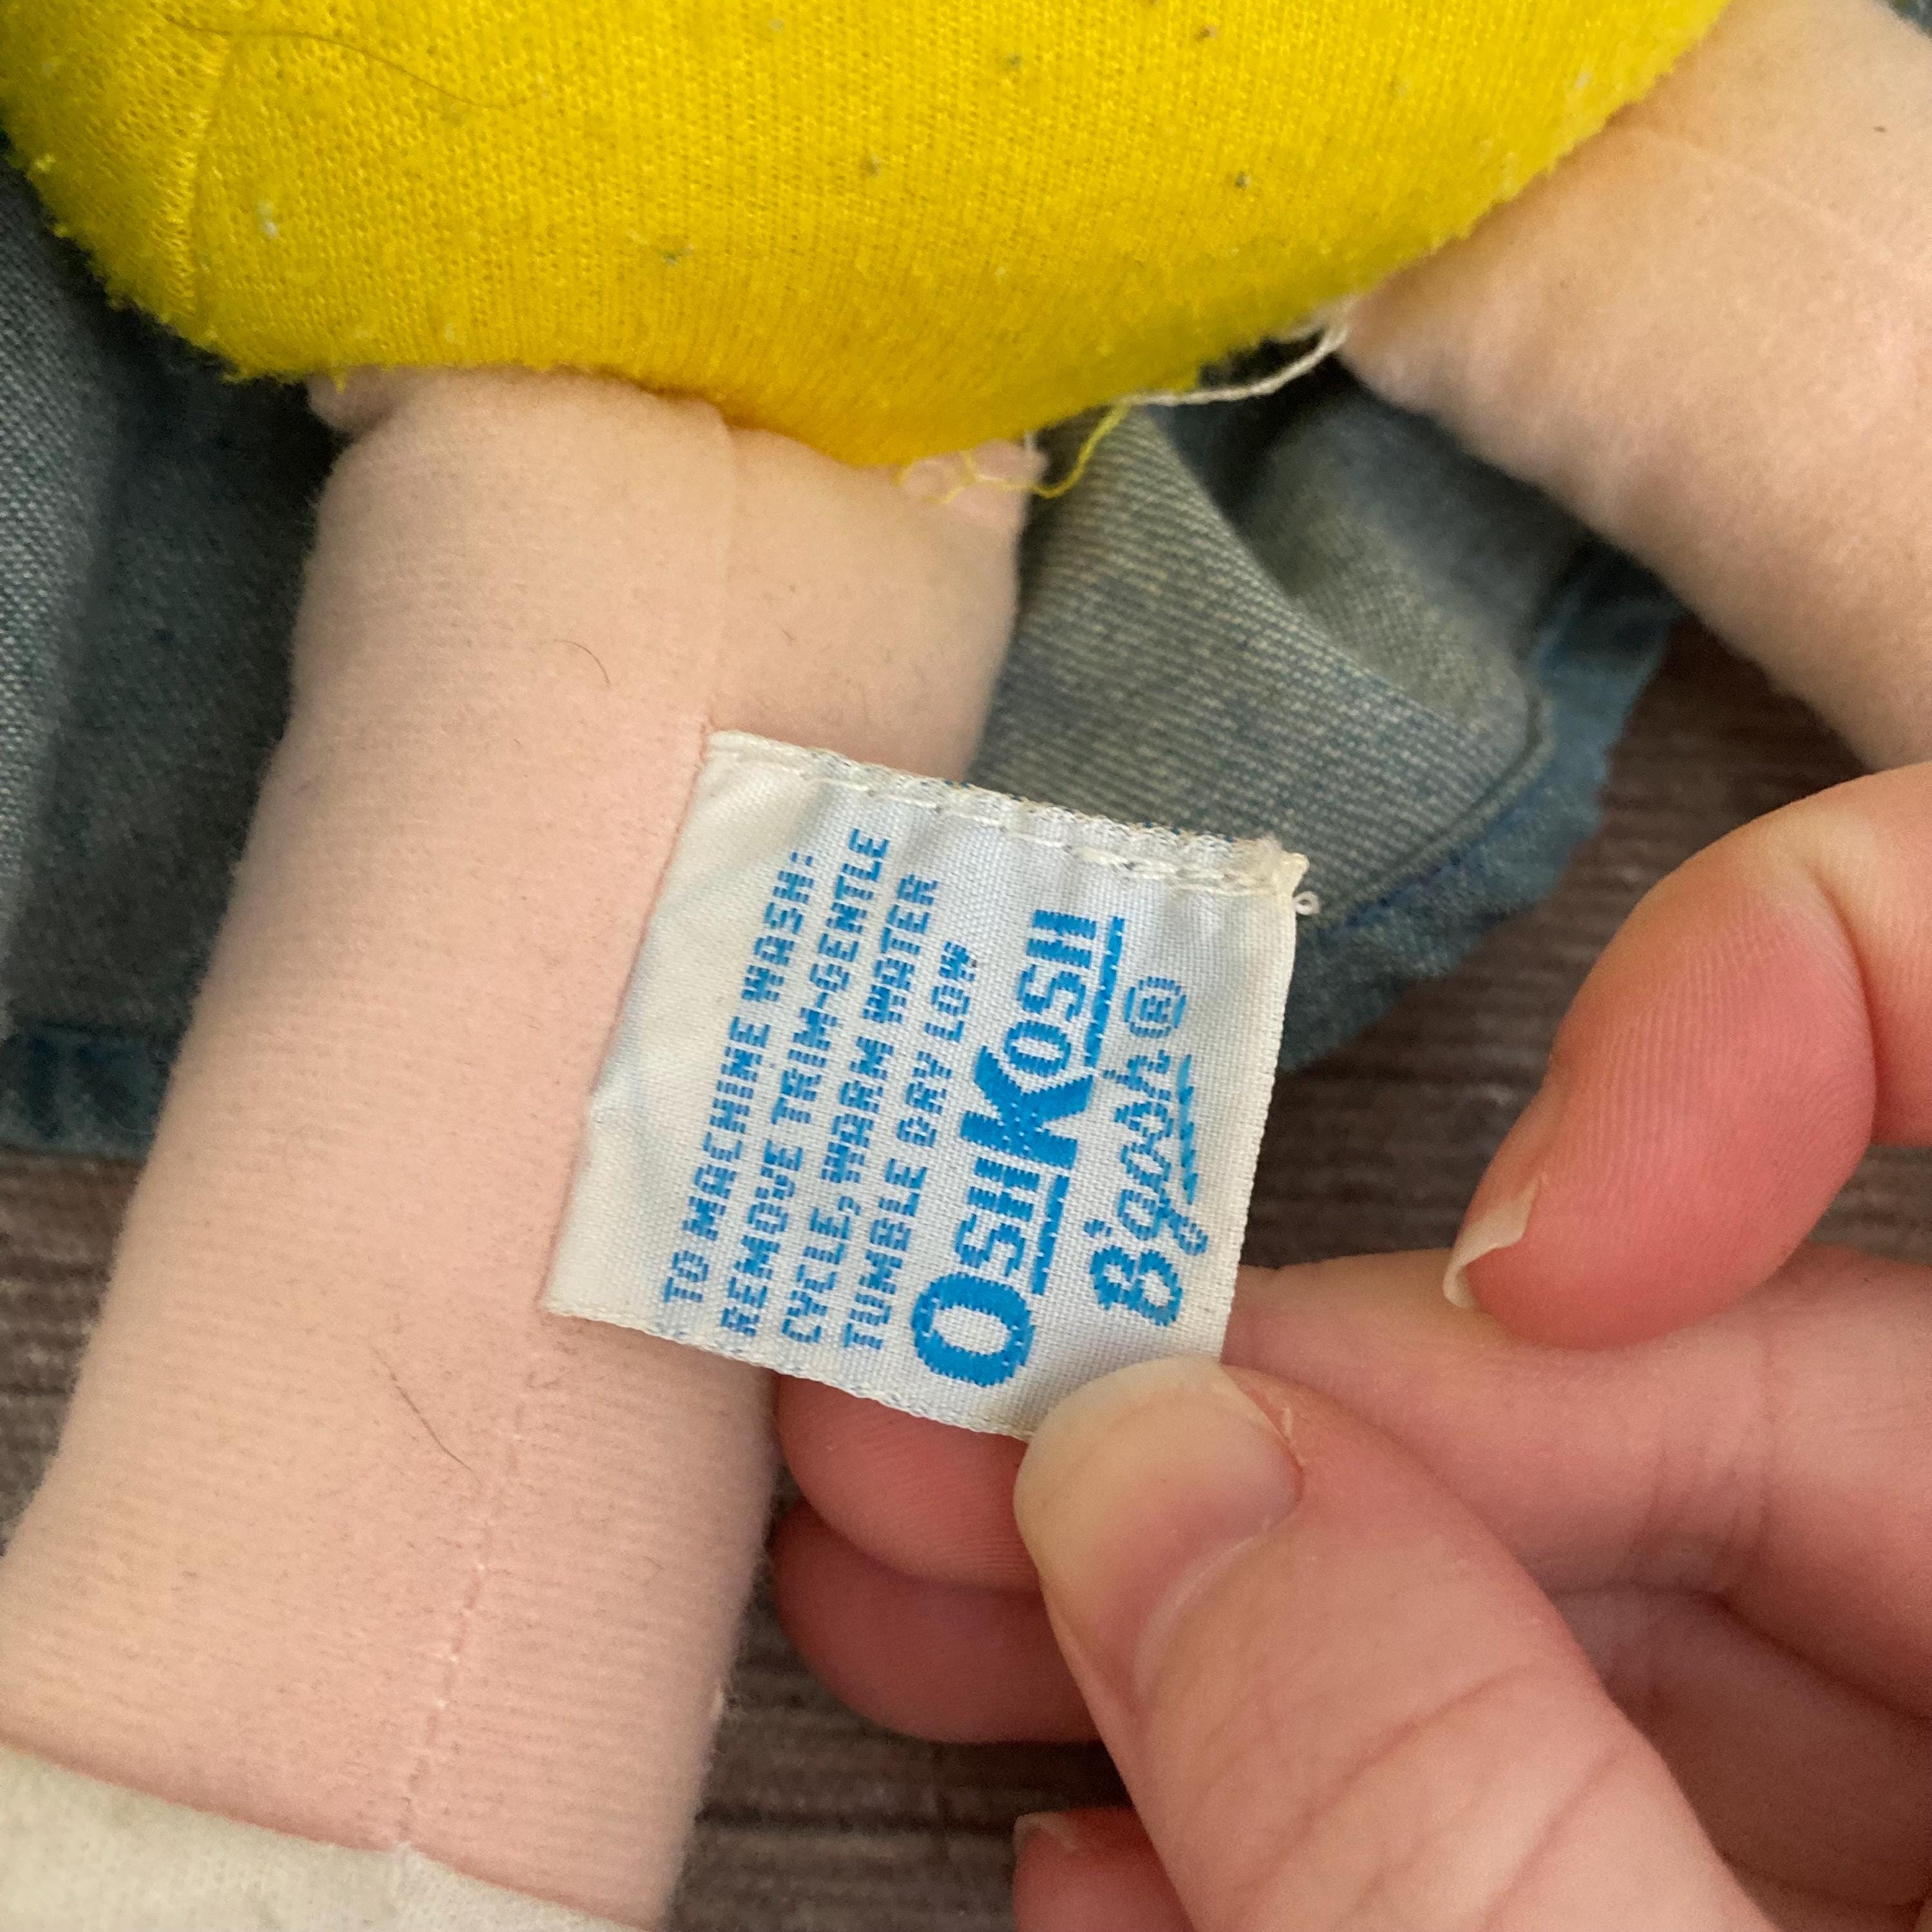 TO MACHINE WASH:
REMOVE TRIM-GENTLE
CYCLE, WARM WATER
TUMBLE DRY LOW
OSHKOSH
B'gosh®